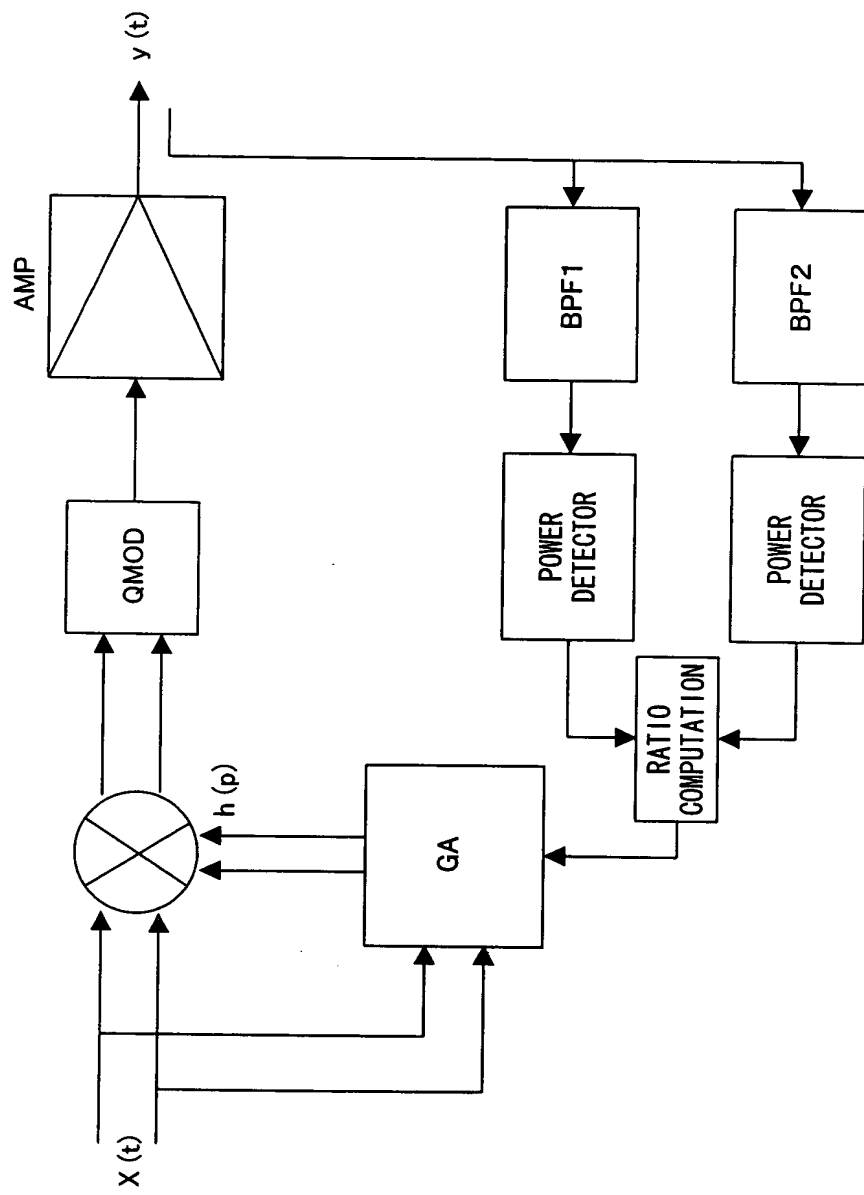 X (t)
h (p)
GA
QMOD
AMP
y (t)
BPF1
BPF2
POWER
DETECTOR
POWER
DETECTOR
RATIO
COMPUTATION